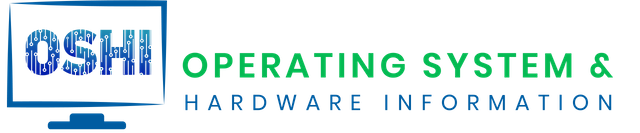 OSHI
OPERATING SYSTEM &
HARDWARE INFORMATION